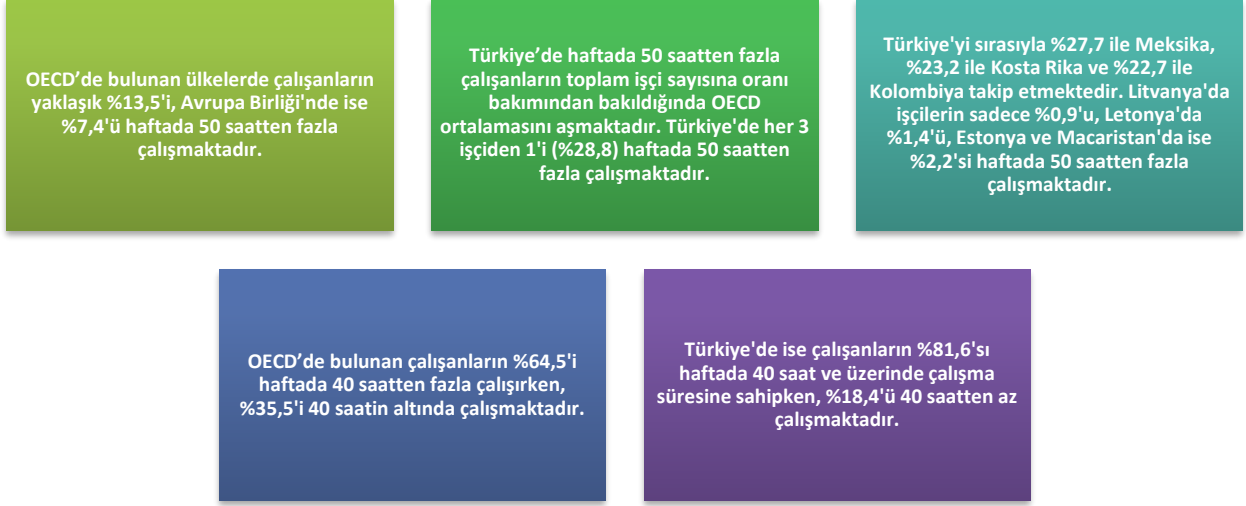 OECD’de bulunan ülkelerde çalışanların
yaklaşık %13,5'i, Avrupa Birliği'nde ise
%7,4'ü haftada 50 saatten fazla
çalışmaktadır.
Türkiye’de haftada 50 saatten fazla
çalışanların toplam işçi sayısına oranı
bakımından bakıldığında OECD
ortalamasını aşmaktadır. Türkiye'de her 3
işçiden 1'i (%28,8) haftada 50 saatten
fazla çalışmaktadır.
Türkiye'yi sırasıyla %27,7 ile Meksika,
%23,2 ile Kosta Rika ve %22,7 ile
Kolombiya takip etmektedir. Litvanya'da
işçilerin sadece %0,9'u, Letonya'da
%1,4'ü, Estonya ve Macaristan'da ise
%2,2'si haftada 50 saatten fazla
çalışmaktadır.
OECD’de bulunan çalışanların %64,5'i
haftada 40 saatten fazla çalışırken,
%35,5'i 40 saatin altında çalışmaktadır.
Türkiye'de ise çalışanların %81,6'sı
haftada 40 saat ve üzerinde çalışma
süresine sahipken, %18,4'ü 40 saatten az
çalışmaktadır.